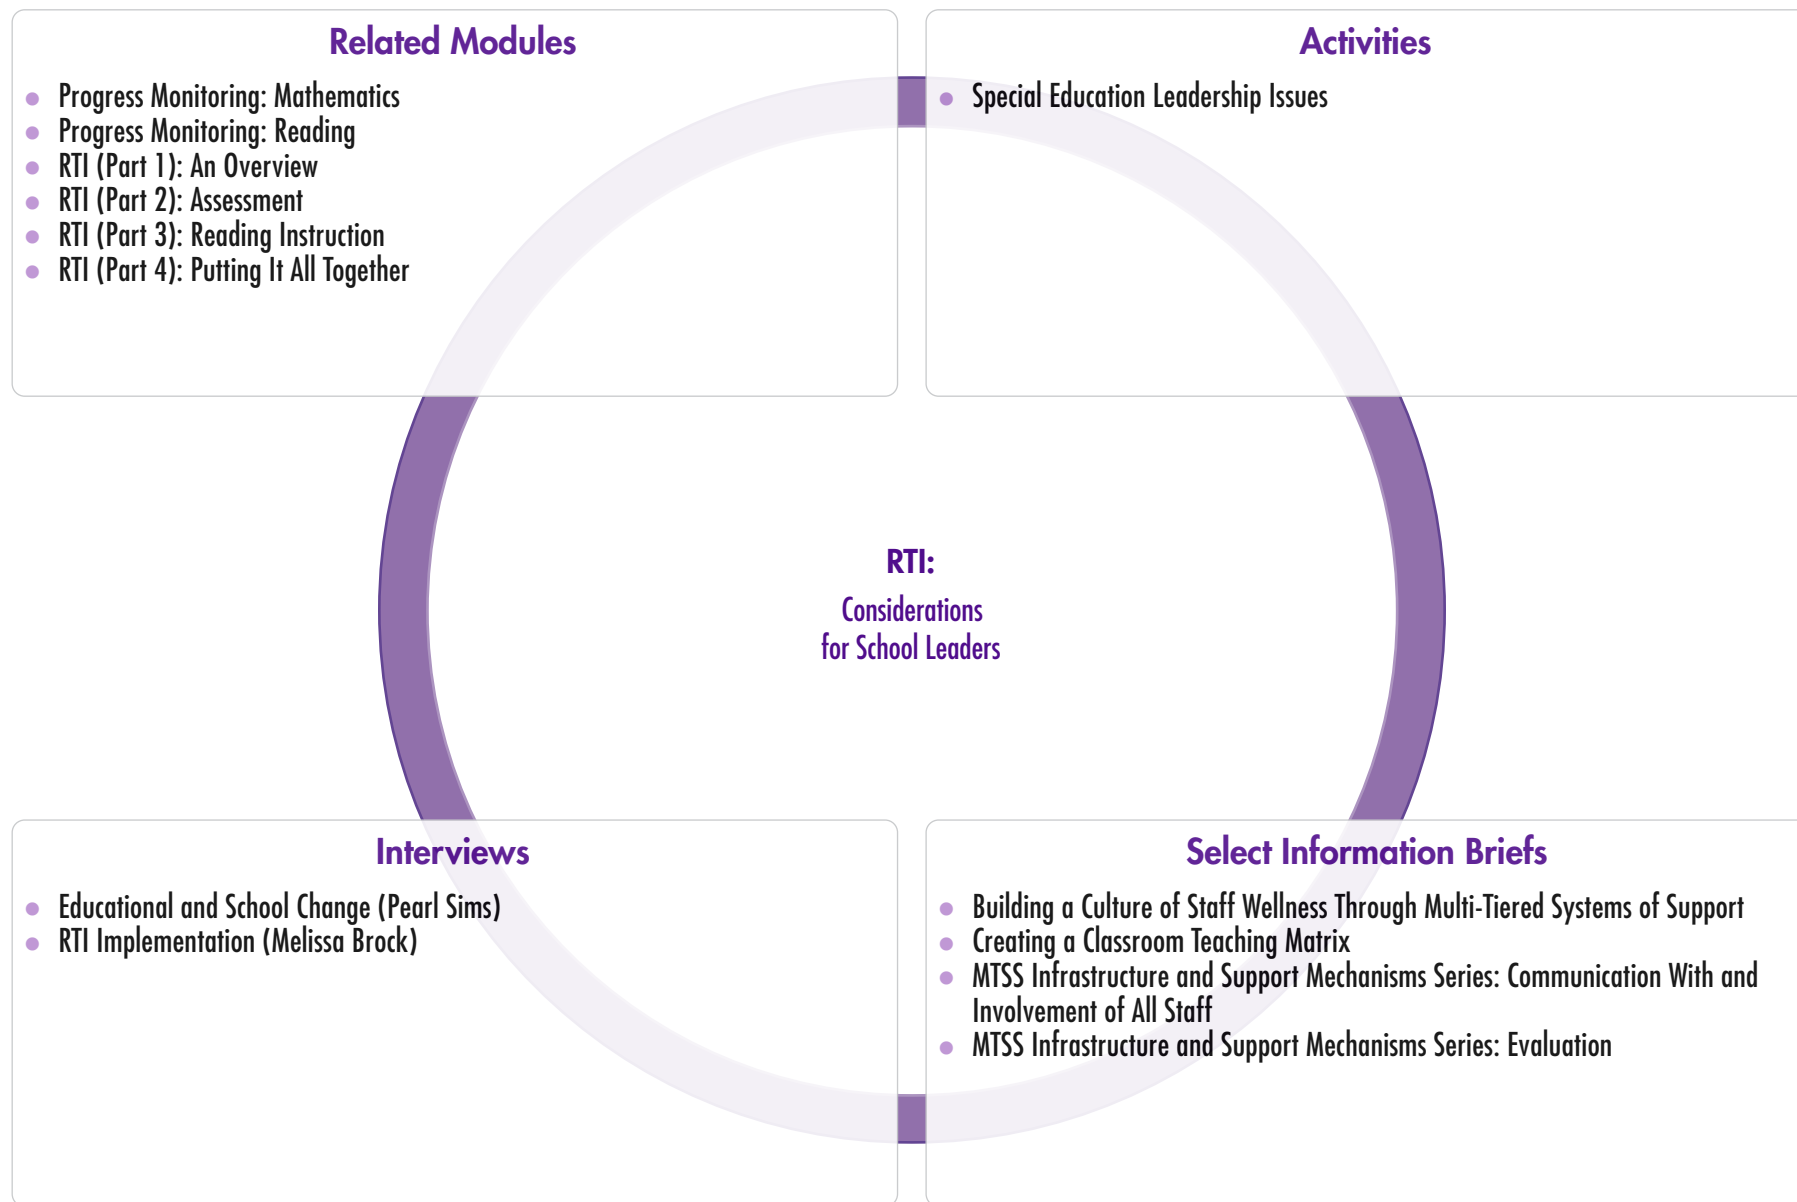 Related Modules
Progress Monitoring: Mathematics
Progress Monitoring: Reading
RTI (Part 1): An Overview
RTI (Part 2): Assessment
RTI (Part 3): Reading Instruction
RTI (Part 4): Putting It All Together
Activities
Special Education Leadership Issues
RTI:
Considerations
for School Leaders
Interviews
Educational and School Change (Pearl Sims)
RTI Implementation (Melissa Brock)
Select Information Briefs
Building a Culture of Staff Wellness Through Multi-Tiered Systems of Support
Creating a Classroom Teaching Matrix
MTSS Infrastructure and Support Mechanisms Series: Communication With and
Involvement of All Staff
MTSS Infrastructure and Support Mechanisms Series: Evaluation